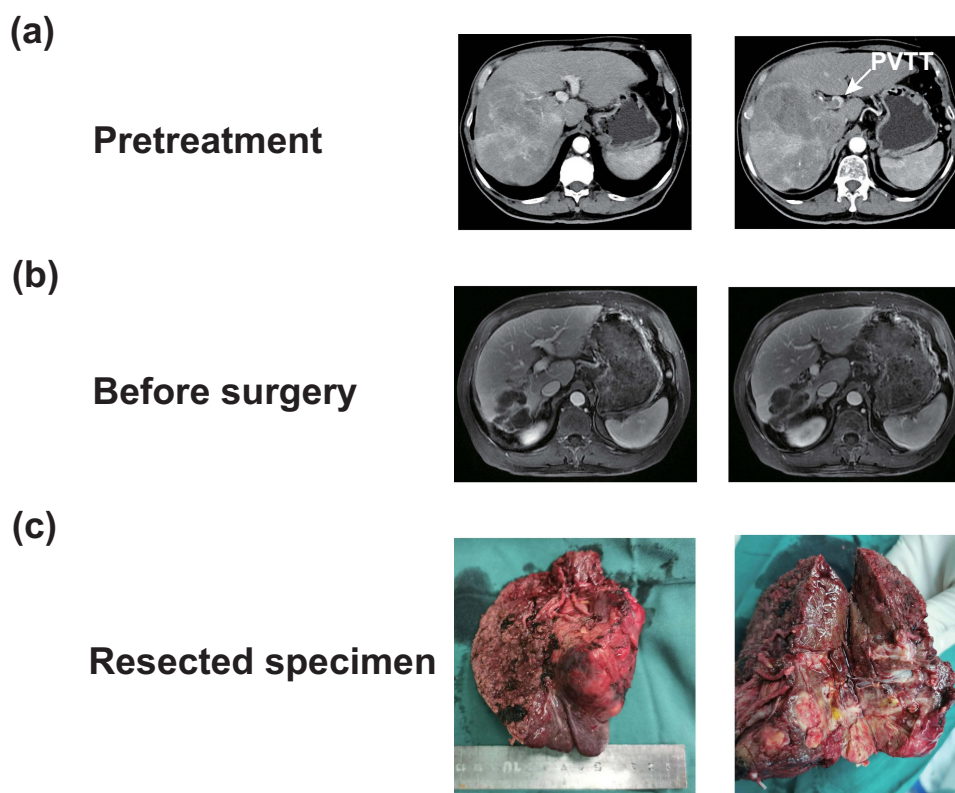 (a)
PVTT
Pretreatment
(b)
Before surgery
(c)
Resected specimen